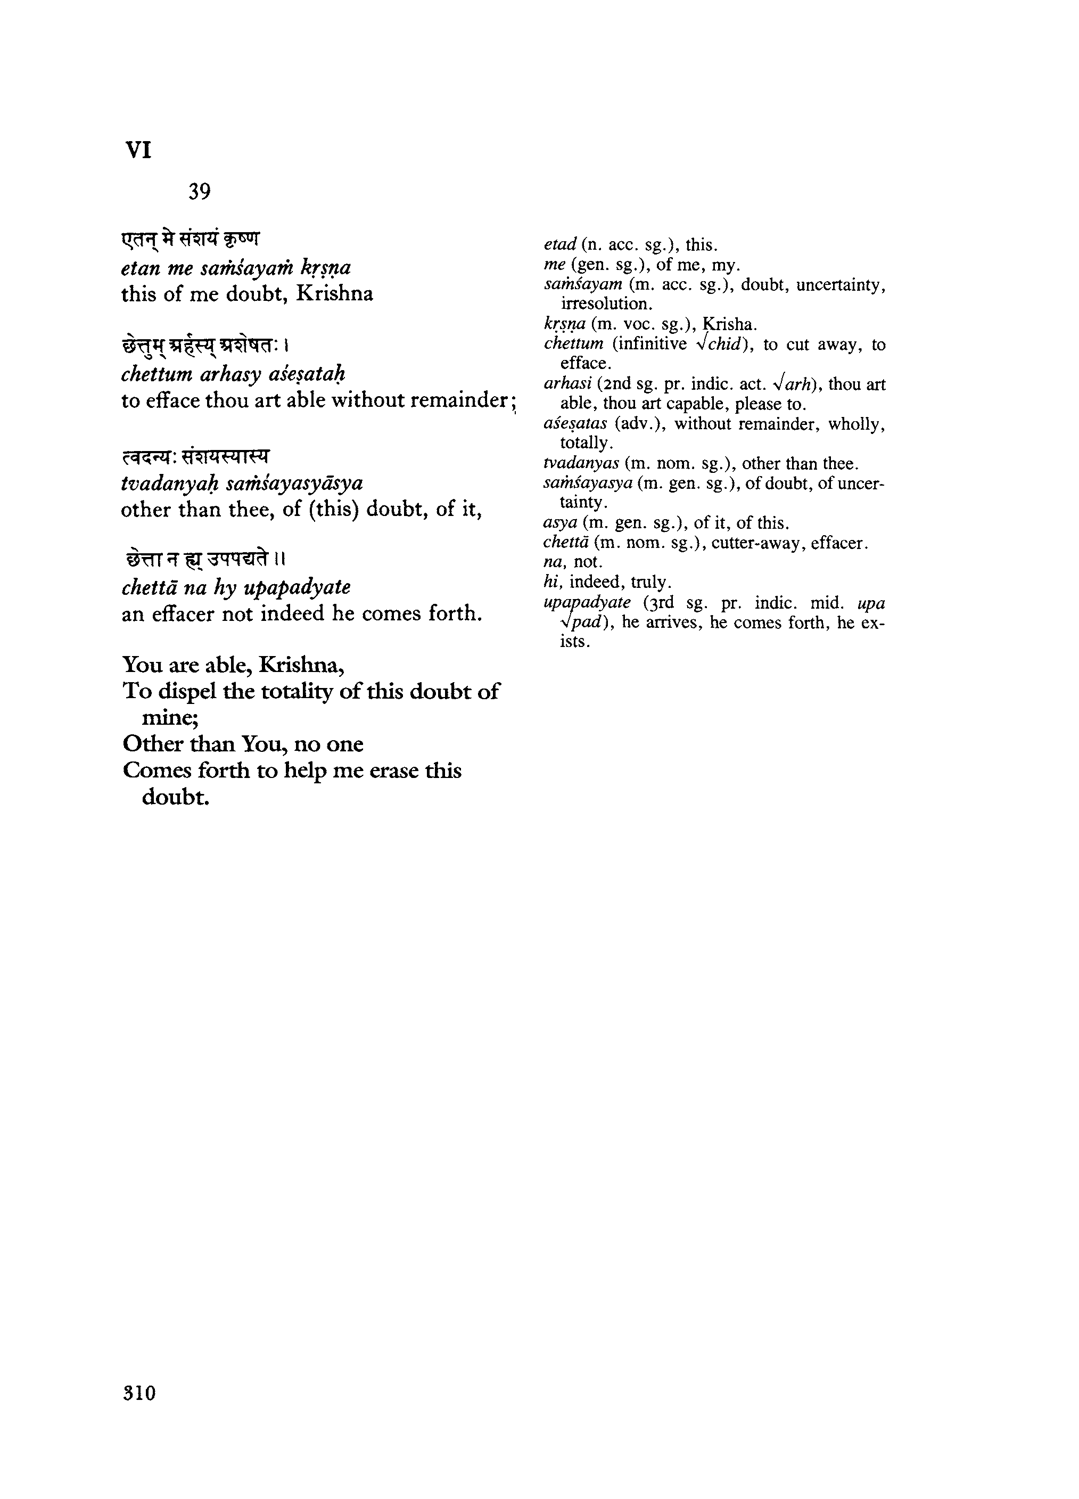 VI
39
एतन् मे संशयं कृष्ण
etan me saṁśayaṁ kṛṣṇa
this of me doubt, Krishna
छेत्तुम् अर्हस्य् अशेषतः ।
chettum arhasy aśeṣataḥ
to efface thou art able without remainder;
त्वदन्यः संशयस्यास्य
tvadanyaḥ saṁśayasyāsya
other than thee, of (this) doubt, of it,
छेत्ता न ह्य् उपपद्यते ॥
chettā na hy upapadyate
an effacer not indeed he comes forth.
You are able, Krishna,
To dispel the totality of this doubt of
mine;
Other than You, no one
Comes forth to help me erase this
doubt.
etad (n. acc. sg.), this.
me (gen. sg.), of me, my.
saṁśayam (m. acc. sg.), doubt, uncertainty,
irresolution.
kṛṣṇa (m. voc. sg.), Krisha.
chettum (infinitive √chid), to cut away, to
efface.
arhasi (2nd sg. pr. indic. act. √arh), thou art
able, thou art capable, please to.
aśeṣatas (adv.), without remainder, wholly,
totally.
tvadanyas (m. nom. sg.), other than thee.
saṁśayasya (m. gen. sg.), of doubt, of uncer-
tainty.
asya (m. gen. sg.), of it, of this.
chettā (m. nom. sg.), cutter-away, effacer.
na, not.
hi, indeed, truly.
upapadyate (3rd sg. pr. indic. mid. upa
√pad), he arrives, he comes forth, he ex-
ists.
310